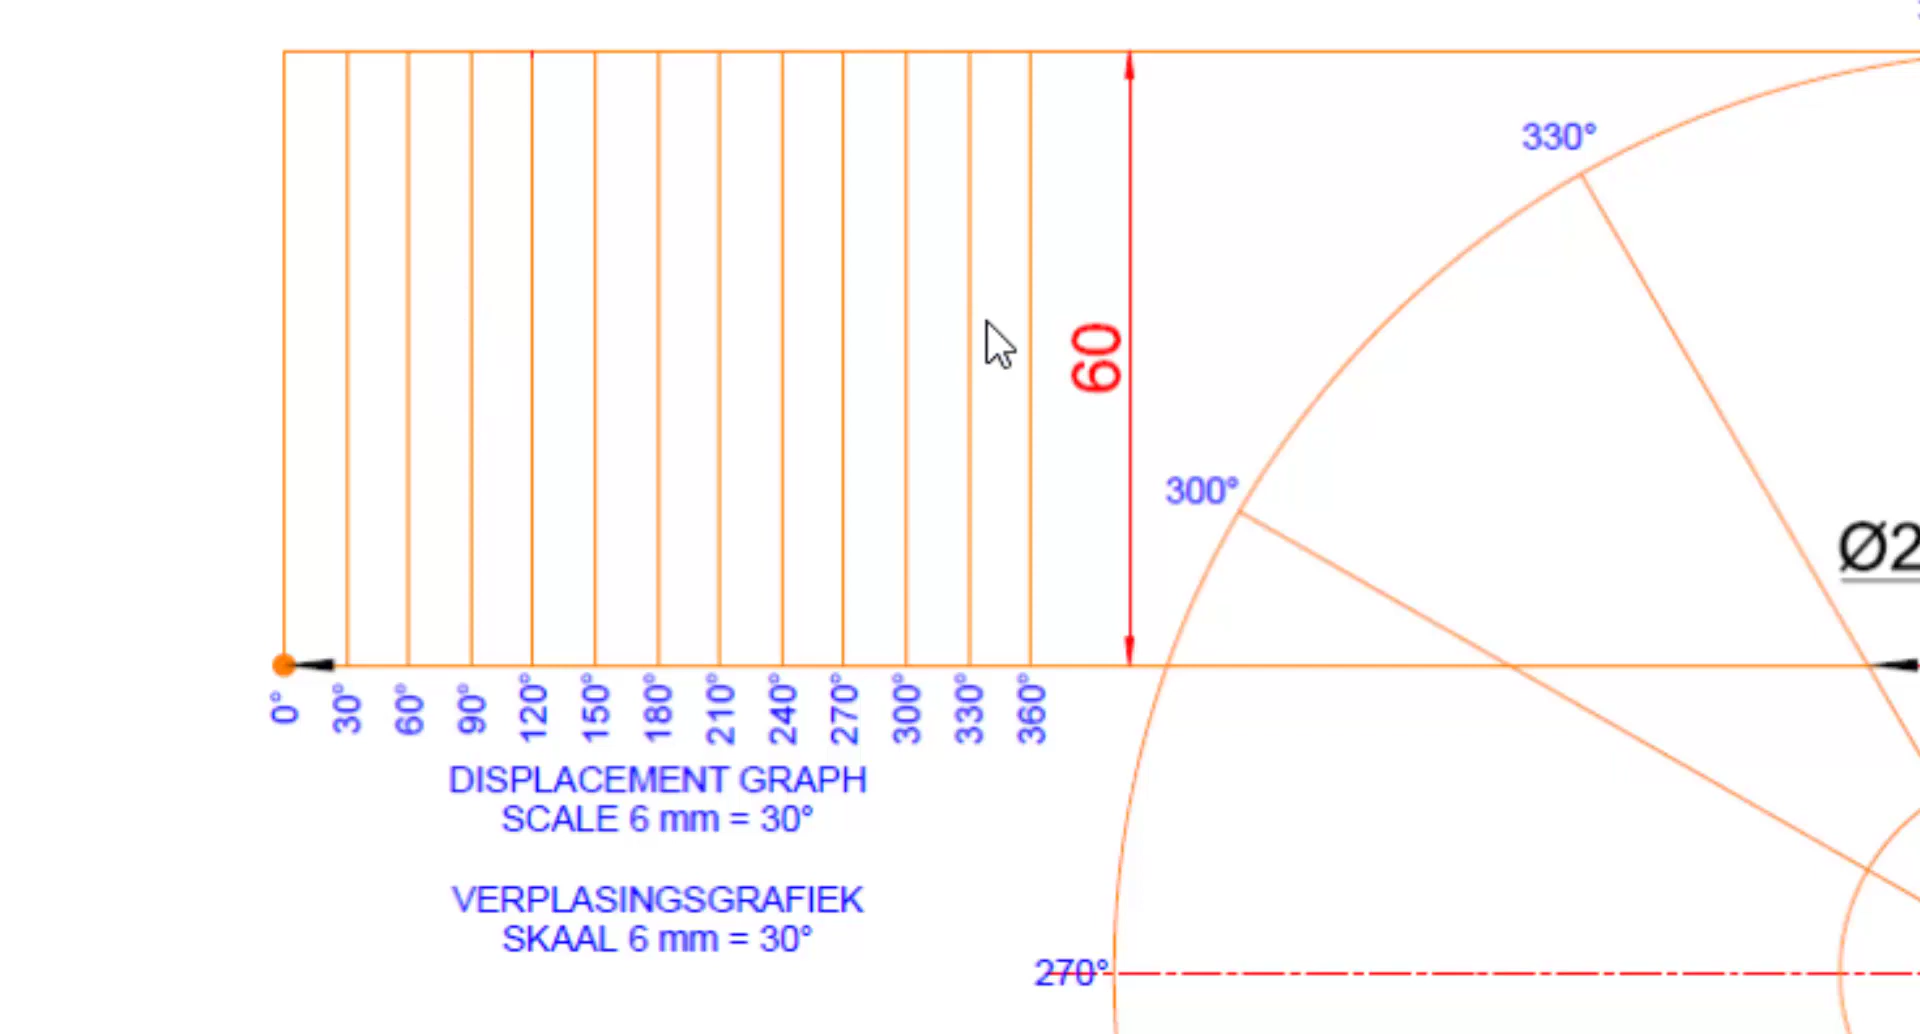 330°
60
300°
Ø2
0° 30° 60° 90° 120° 150° 180° 210° 240° 270° 300° 330° 360°
DISPLACEMENT GRAPH
SCALE 6 mm = 30°
VERPLASINGSGRAFIEK
SKAAL 6 mm = 30°
270°